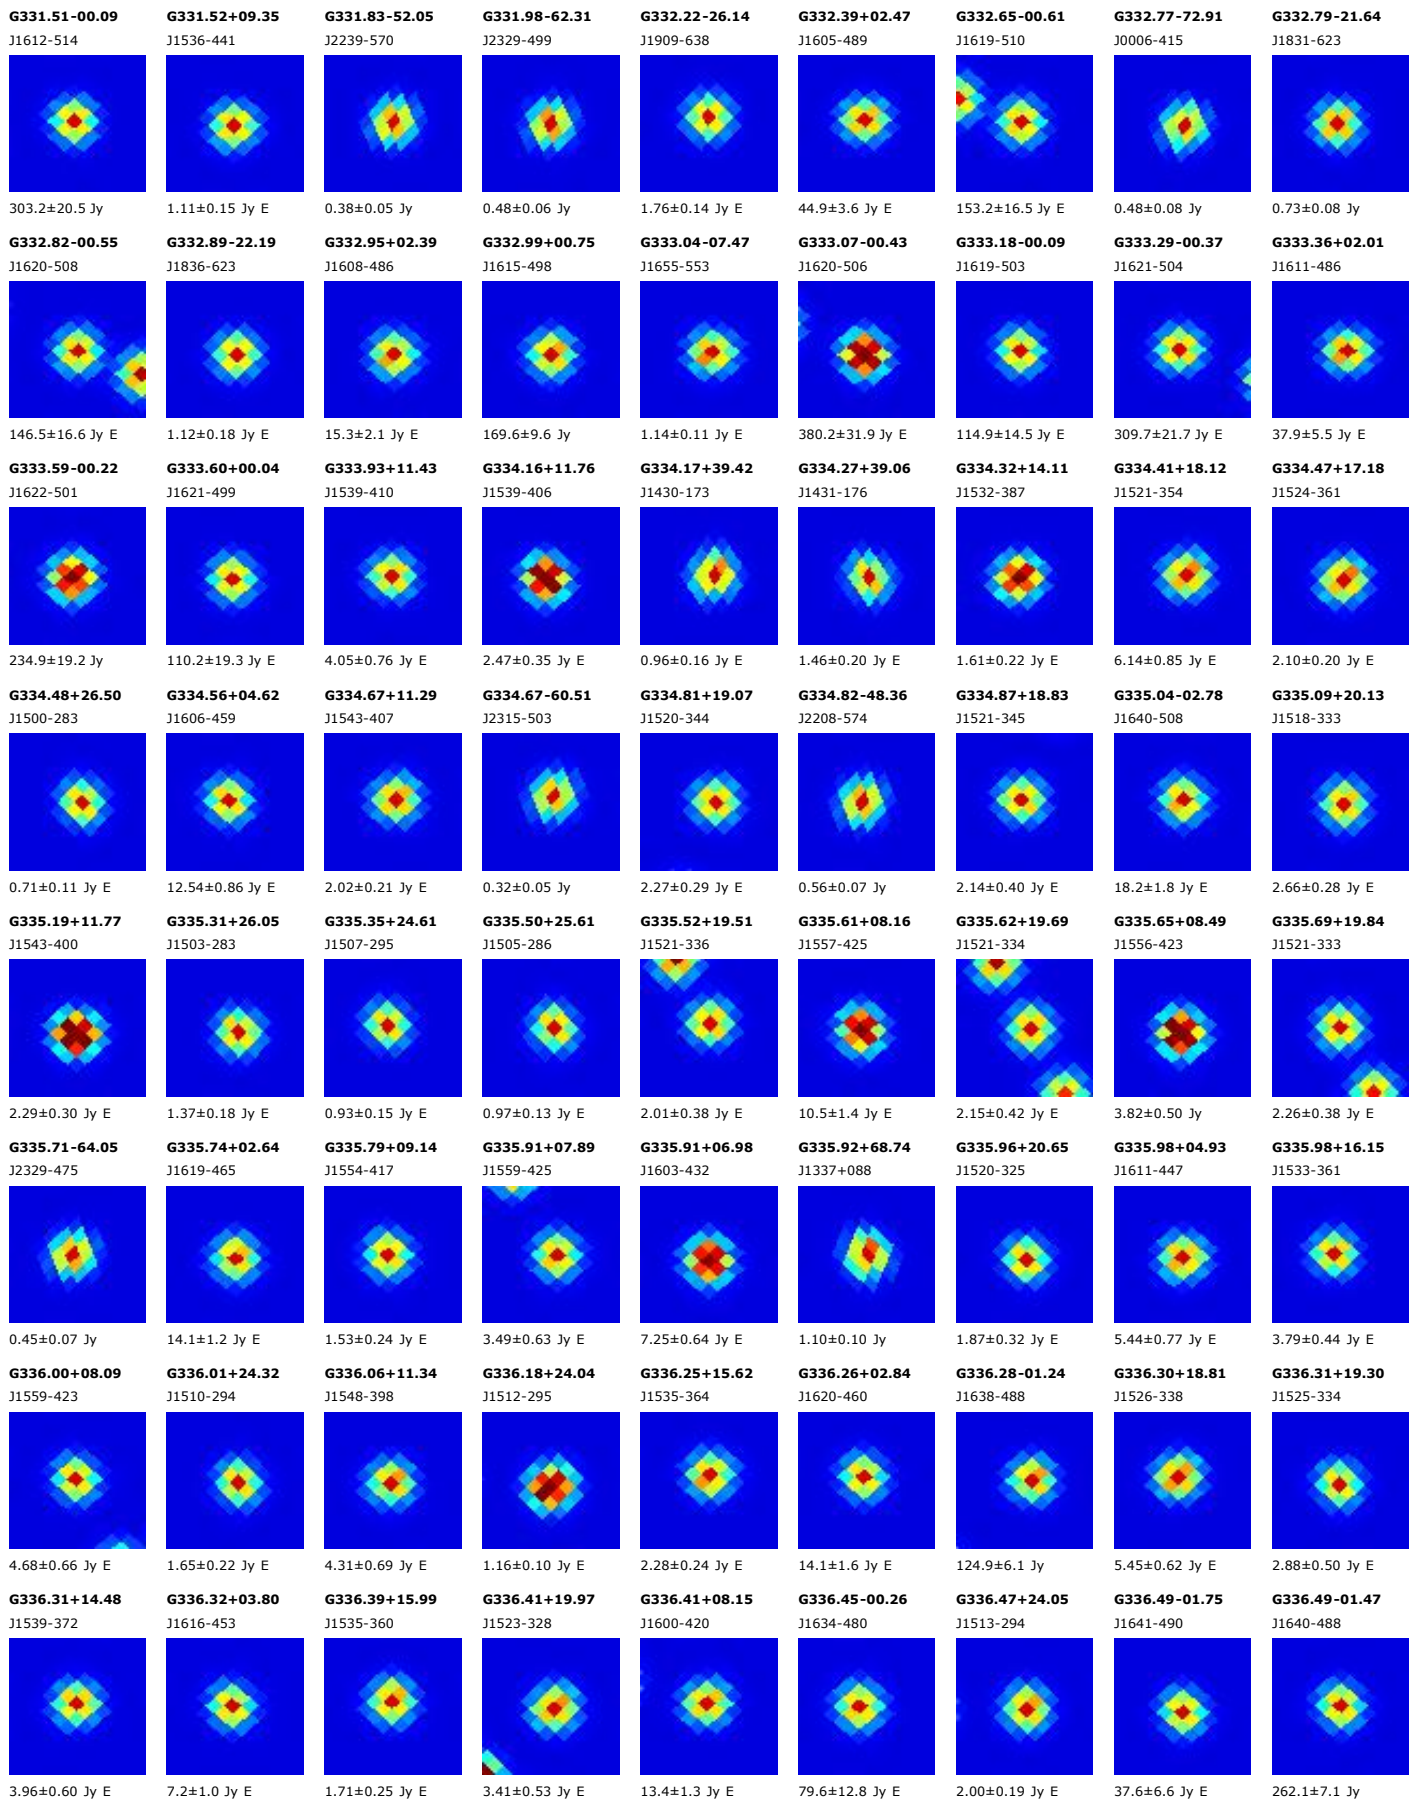 G331.51-00.09 G331.52+09.35 G331.83-52.05 G331.98-62.31 G332.22-26.14 G332.39+02.47 G332.65-00.61 G332.77-72.91 G332.79-21.64
J1612-514 J1536-441 J2239-570 J2329-499 J1909-638 J1605-489 J1619-510 J0006-415 J1831-623
303.2±20.5 Jy 1.11±0.15 Jy E 0.38±0.05 Jy 0.48±0.06 Jy 1.76±0.14 Jy E 44.9±3.6 Jy E 153.2±16.5 Jy E 0.48±0.08 Jy 0.73±0.08 Jy
G332.82-00.55 G332.89-22.19 G332.95+02.39 G332.99+00.75 G333.04-07.47 G333.07-00.43 G333.18-00.09 G333.29-00.37 G333.36+02.01
J1620-508 J1836-623 J1608-486 J1615-498 J1655-553 J1620-506 J1619-503 J1621-504 J1611-486
146.5±16.6 Jy E 1.12±0.18 Jy E 15.3±2.1 Jy E 169.6±9.6 Jy 1.14±0.11 Jy E 380.2±31.9 Jy E 114.9±14.5 Jy E 309.7±21.7 Jy E 37.9±5.5 Jy E
G333.59-00.22 G333.60+00.04 G333.93+11.43 G334.16+11.76 G334.17+39.42 G334.27+39.06 G334.32+14.11 G334.41+18.12 G334.47+17.18
J1622-501 J1621-499 J1539-410 J1539-406 J1430-173 J1431-176 J1532-387 J1521-354 J1524-361
234.9±19.2 Jy 110.2±19.3 Jy E 4.05±0.76 Jy E 2.47±0.35 Jy E 0.96±0.16 Jy E 1.46±0.20 Jy E 1.61±0.22 Jy E 6.14±0.85 Jy E 2.10±0.20 Jy E
G334.48+26.50 G334.56+04.62 G334.67+11.29 G334.67-60.51 G334.81+19.07 G334.82-48.36 G334.87+18.83 G335.04-02.78 G335.09+20.13
J1500-283 J1606-459 J1543-407 J2315-503 J1520-344 J2208-574 J1521-345 J1640-508 J1518-333
0.71±0.11 Jy E 12.54±0.86 Jy E 2.02±0.21 Jy E 0.32±0.05 Jy 2.27±0.29 Jy E 0.56±0.07 Jy 2.14±0.40 Jy E 18.2±1.8 Jy E 2.66±0.28 Jy E
G335.19+11.77 G335.31+26.05 G335.35+24.61 G335.50+25.61 G335.52+19.51 G335.61+08.16 G335.62+19.69 G335.65+08.49 G335.69+19.84
J1543-400 J1503-283 J1507-295 J1505-286 J1521-336 J1557-425 J1521-334 J1556-423 J1521-333
2.29±0.30 Jy E 1.37±0.18 Jy E 0.93±0.15 Jy E 0.97±0.13 Jy E 2.01±0.38 Jy E 10.5±1.4 Jy E 2.15±0.42 Jy E 3.82±0.50 Jy 2.26±0.38 Jy E
G335.71-64.05 G335.74+02.64 G335.79+09.14 G335.91+07.89 G335.91+06.98 G335.92+68.74 G335.96+20.65 G335.98+04.93 G335.98+16.15
J2329-475 J1619-465 J1554-417 J1559-425 J1603-432 J1337+088 J1520-325 J1611-447 J1533-361
0.45±0.07 Jy 14.1±1.2 Jy E 1.53±0.24 Jy E 3.49±0.63 Jy E 7.25±0.64 Jy E 1.10±0.10 Jy 1.87±0.32 Jy E 5.44±0.77 Jy E 3.79±0.44 Jy E
G336.00+08.09 G336.01+24.32 G336.06+11.34 G336.18+24.04 G336.25+15.62 G336.26+02.84 G336.28-01.24 G336.30+18.81 G336.31+19.30
J1559-423 J1510-294 J1548-398 J1512-295 J1535-364 J1620-460 J1638-488 J1526-338 J1525-334
4.68±0.66 Jy E 1.65±0.22 Jy E 4.31±0.69 Jy E 1.16±0.10 Jy E 2.28±0.24 Jy E 14.1±1.6 Jy E 124.9±6.1 Jy 5.45±0.62 Jy E 2.88±0.50 Jy E
G336.31+14.48 G336.32+03.80 G336.39+15.99 G336.41+19.97 G336.41+08.15 G336.45-00.26 G336.47+24.05 G336.49-01.75 G336.49-01.47
J1539-372 J1616-453 J1535-360 J1523-328 J1600-420 J1634-480 J1513-294 J1641-490 J1640-488
3.96±0.60 Jy E 7.2±1.0 Jy E 1.71±0.25 Jy E 3.41±0.53 Jy E 13.4±1.3 Jy E 79.6±12.8 Jy E 2.00±0.19 Jy E 37.6±6.6 Jy E 262.1±7.1 Jy